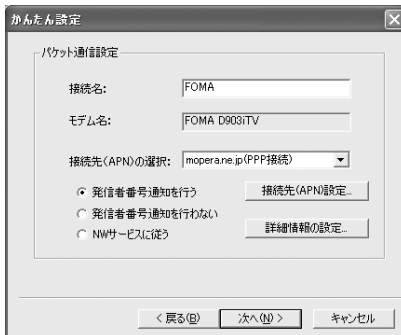 かんたん設定
パケット通信設定
接続名: FOMA
モデム名: FOMA D903iTV
接続先(APN)の選択: mopera.ne.jp(PPP接続)
発信者番号通知を行う 接続先(APN)設定...
発信者番号通知を行わない
NWサービスに従う 詳細情報の設定...
< 戻る(B) 次へ(N) > キャンセル